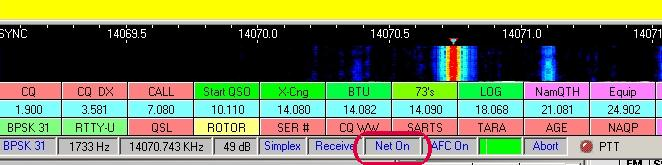 SYNC 14069.5 14070.0 14070.5 14071.0 14071
CQ CQ DX CALL Start QSO X-Cng BTU 73's LOG NamQTH Equip
1.900 3.581 7.080 10.110 14.080 14.082 14.090 18.068 21.081 24.902
BPSK 31 RTTY-U QSL ROTOR SER # CQ WW SARTS TARA AGE NAQP
BPSK 31 1733 Hz 14070.743 KHz 49 dB Simplex Receive Net On AFC On Abort PTT